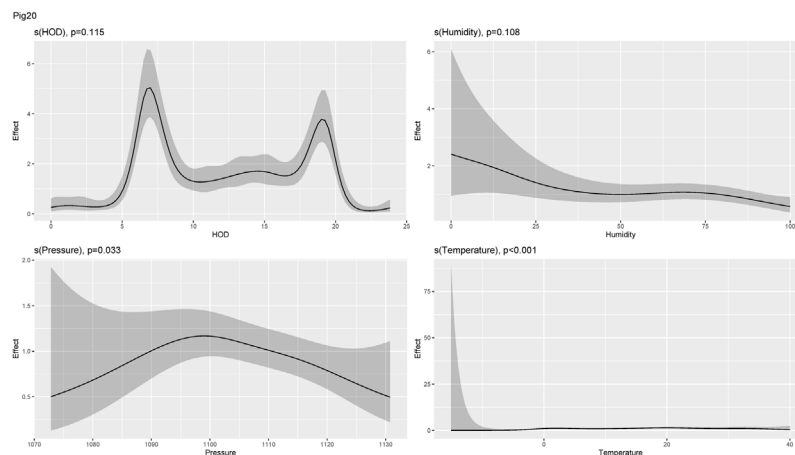 Pig20
s(HOD), p=0.115
Effect
6
4
2
0
0 5 10 15 20 25
HOD
s(Humidity), p=0.108
Effect
6
4
2
0 25 50 75 100
Humidity
s(Pressure), p=0.033
Effect
2.0
1.5
1.0
0.5
1070 1080 1090 1100 1110 1120 1130
Pressure
s(Temperature), p<0.001
Effect
75
50
25
0
0 20 40
Temperature